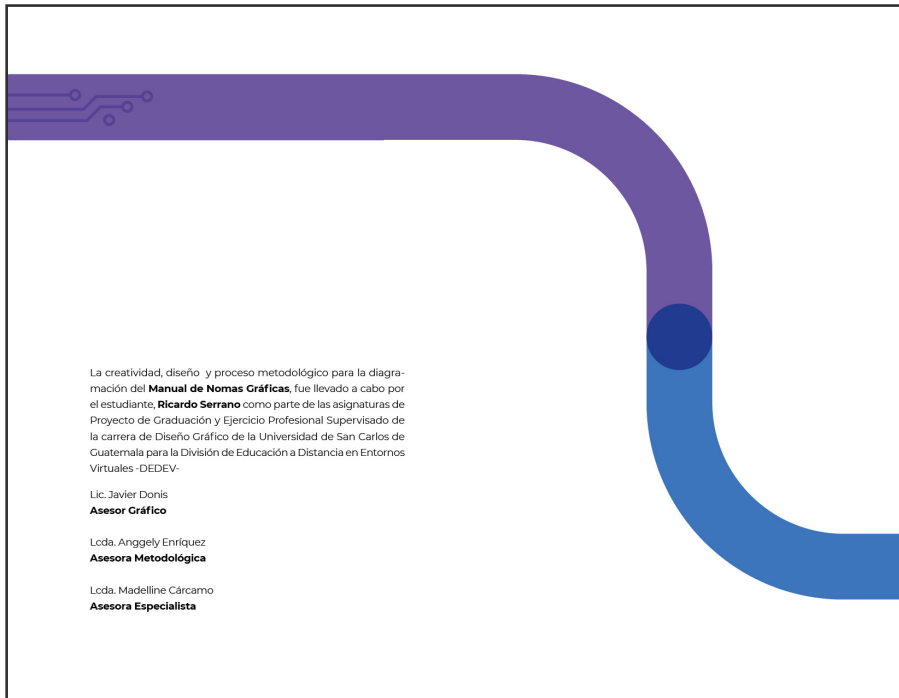 La creatividad, diseño y proceso metodológico para la diagra-
mación del Manual de Nomas Gráficas, fue llevado a cabo por
el estudiante, Ricardo Serrano como parte de las asignaturas de
Proyecto de Graduación y Ejercicio Profesional Supervisado de
la carrera de Diseño Gráfico de la Universidad de San Carlos de
Guatemala para la División de Educación a Distancia en Entornos
Virtuales -DEDEV-
Lic. Javier Donis
Asesor Gráfico
Lcda. Anggely Enríquez
Asesora Metodológica
Lcda. Madelline Cárcamo
Asesora Especialista